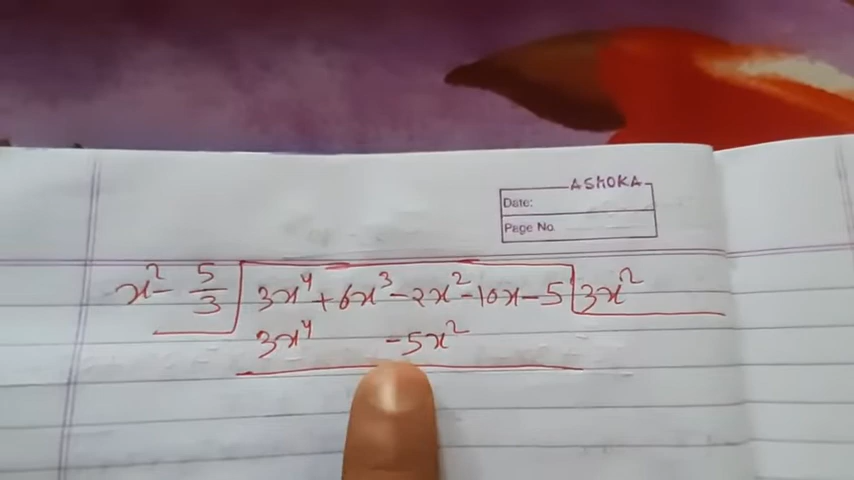 ASHOKA
Date:
Page No.
x² - 5/3 3x⁴ + 6x³ - 2x² - 10x - 5 3x²
3x⁴ - 5x²